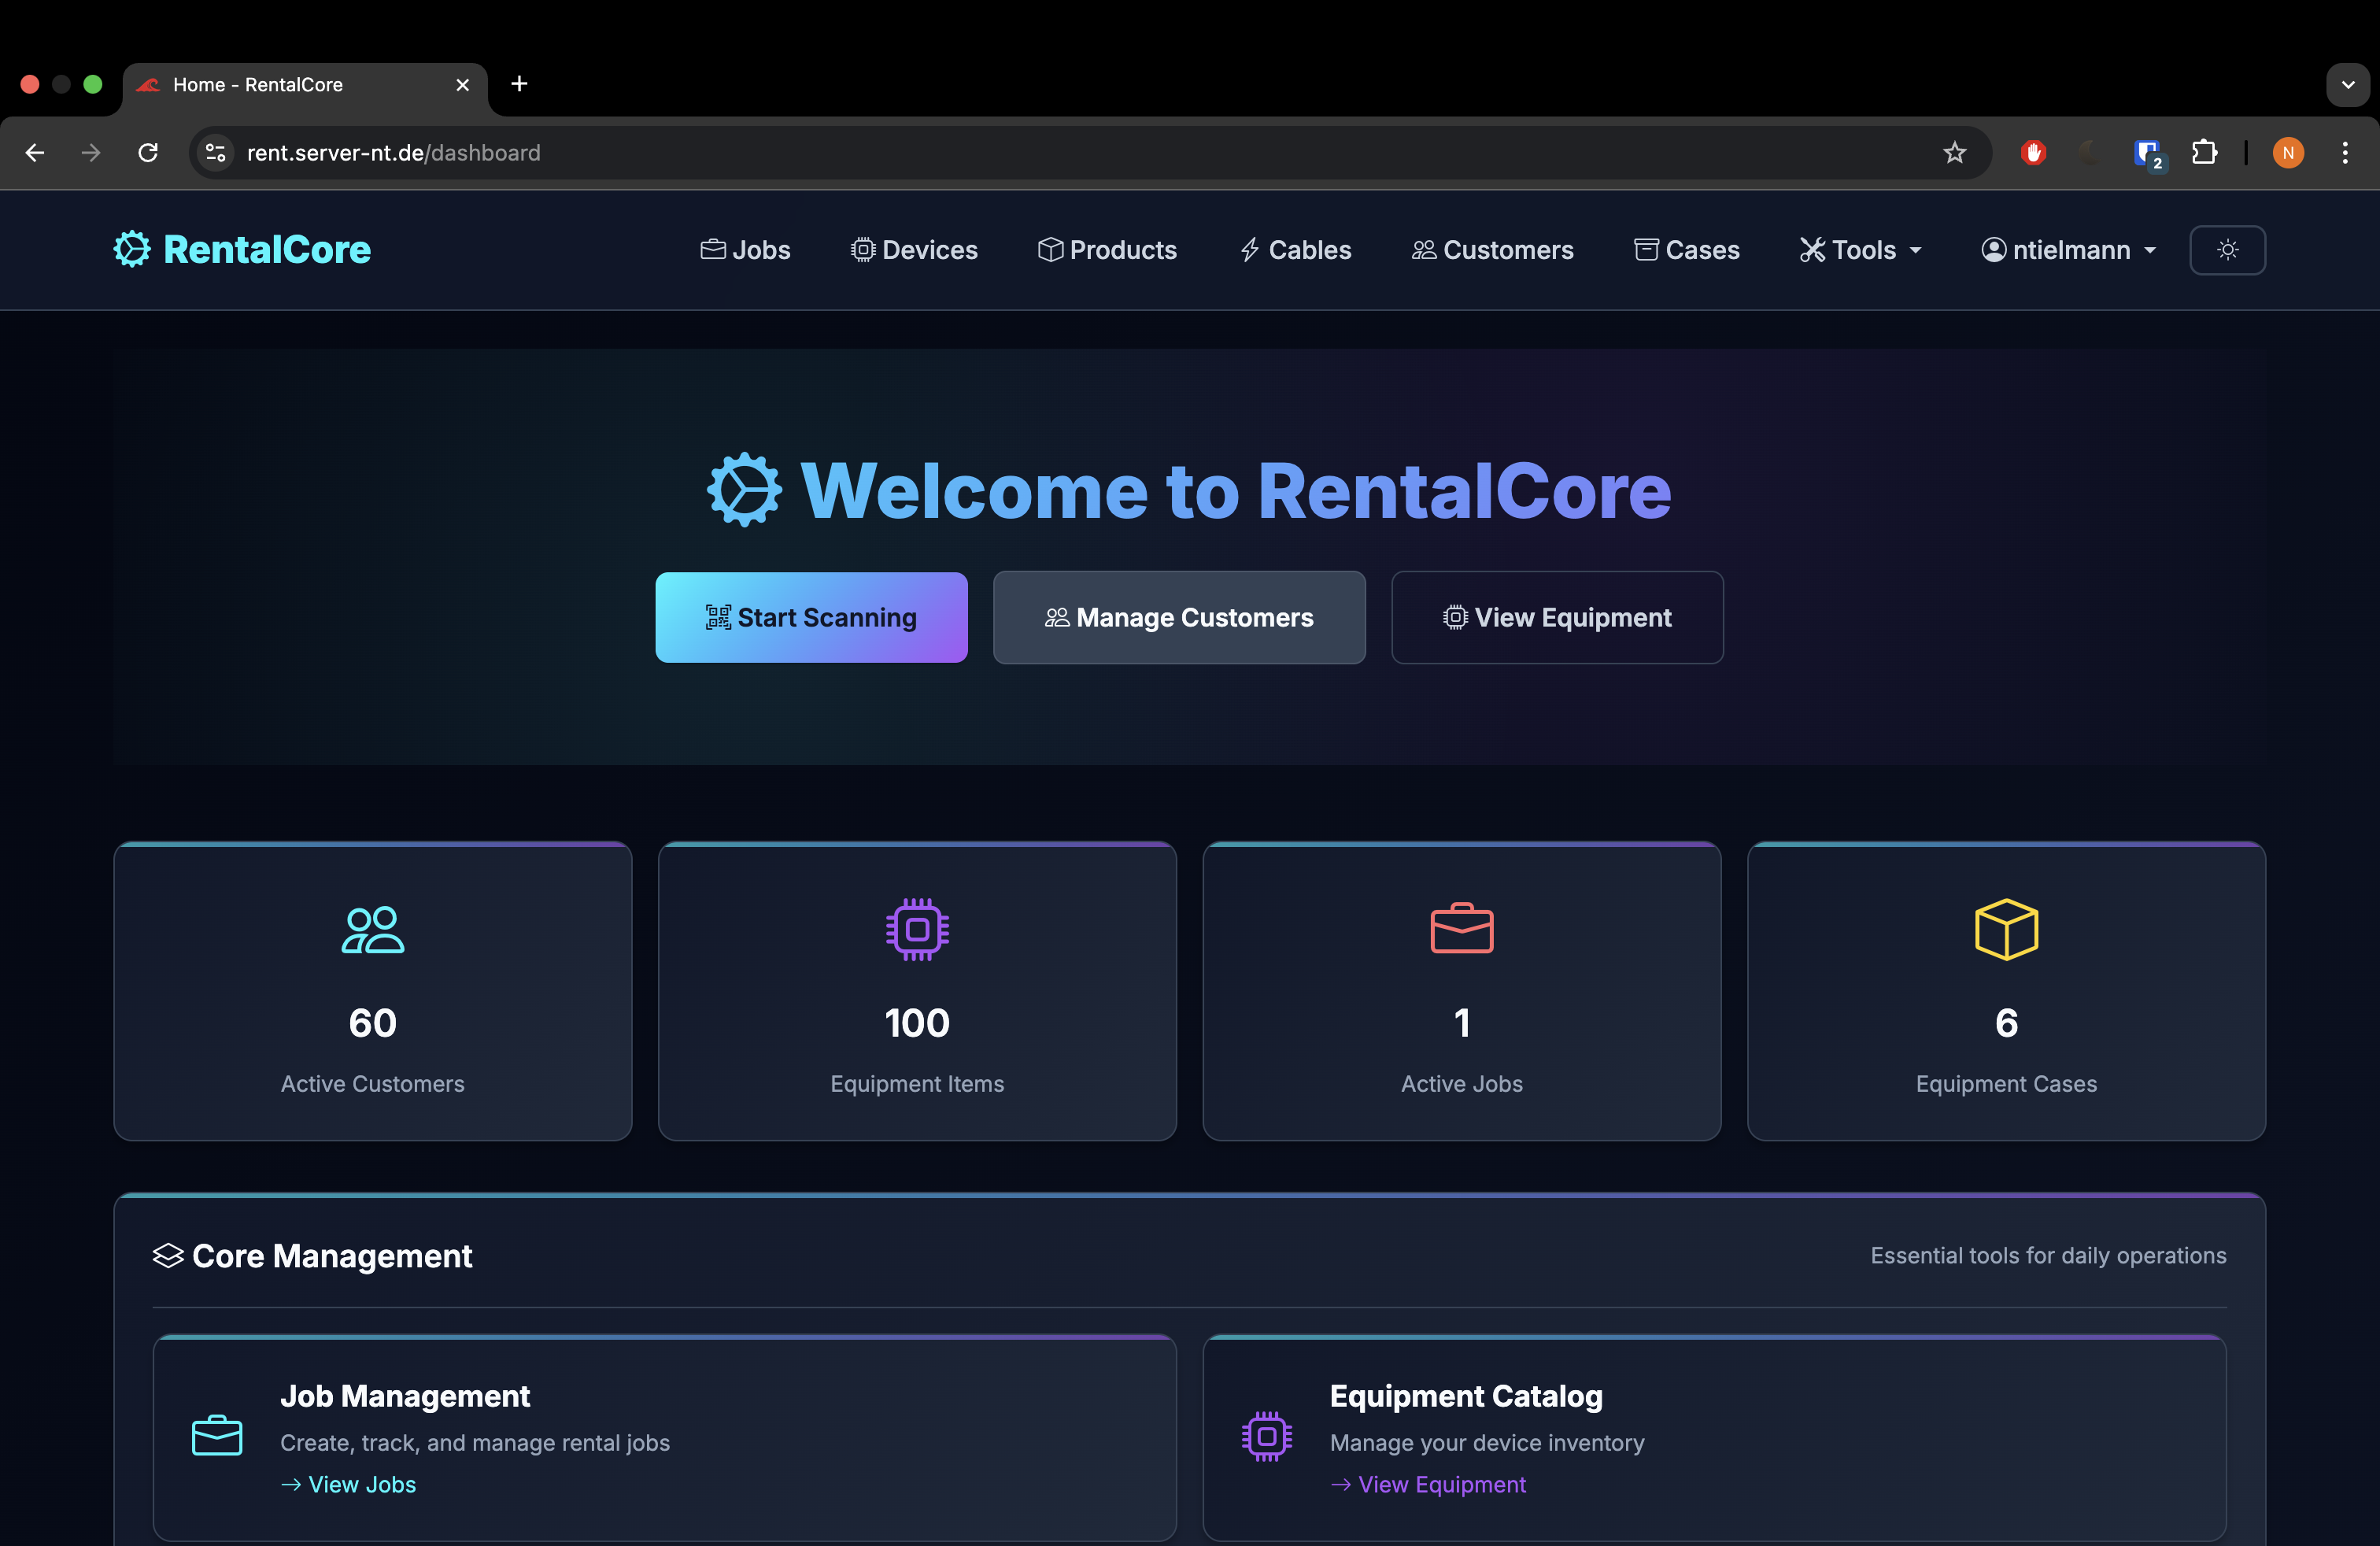 Home - RentalCore
rent.server-nt.de/dashboard
2
N
RentalCore
Jobs
Devices
Products
Cables
Customers
Cases
Tools
ntielmann
Welcome to RentalCore
Start Scanning
Manage Customers
View Equipment
60
Active Customers
100
Equipment Items
1
Active Jobs
6
Equipment Cases
Core Management
Essential tools for daily operations
Job Management
Create, track, and manage rental jobs
→ View Jobs
Equipment Catalog
Manage your device inventory
→ View Equipment